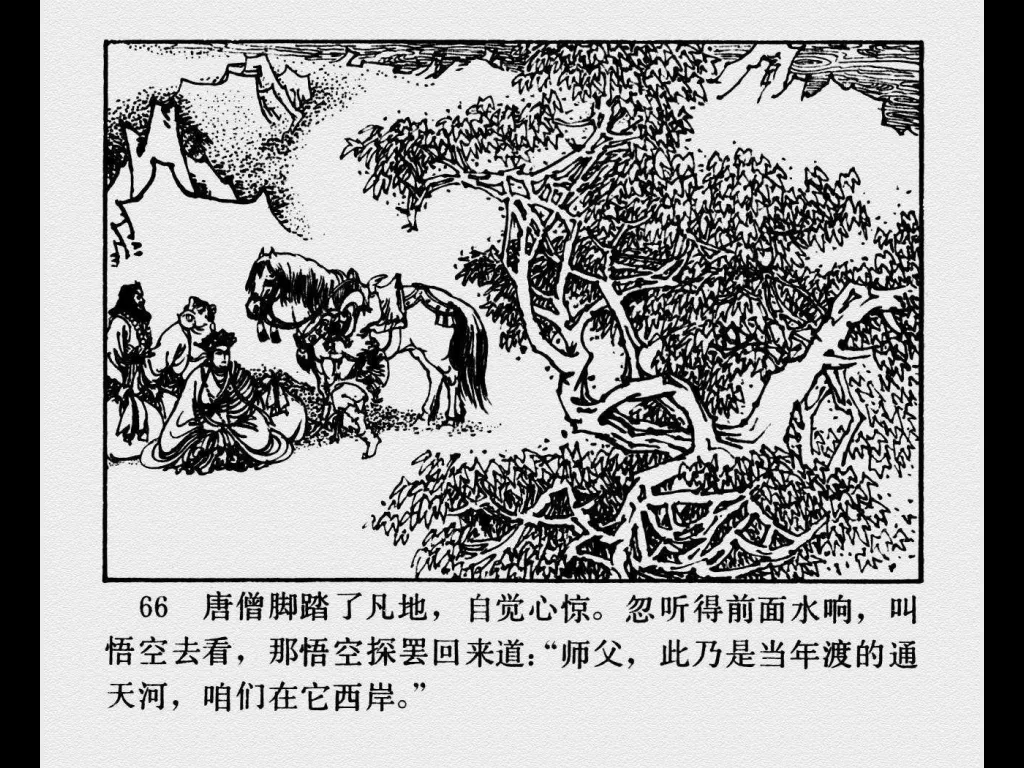 66 唐僧脚踏了凡地，自觉心惊。忽听得前面水响，叫
悟空去看，那悟空探罢回来道：“师父，此乃是当年渡的通
天河，咱们在它西岸。”